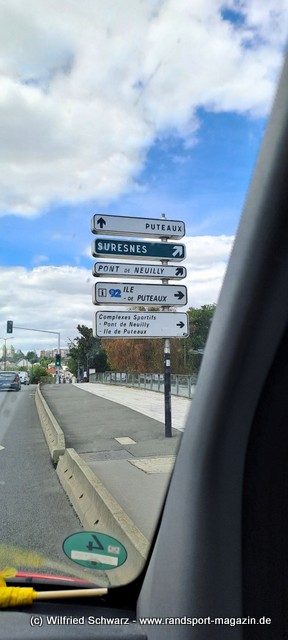 PUTEAUX
SURESNES
PONT DE NEUILLY
i 92 ILE
- DE PUTEAUX
Complexes Sportifs
- Pont de Neuilly
- Ile de Puteaux
4
(c) Wilfried Schwarz - www.randsport-magazin.de